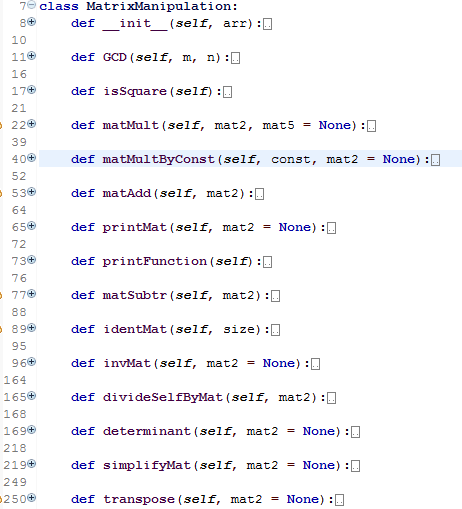 7 class MatrixManipulation:
8 def __init__(self, arr):
10
11 def GCD(self, m, n):
16
17 def isSquare(self):
21
22 def matMult(self, mat2, mat5 = None):
39
40 def matMultByConst(self, const, mat2 = None):
52
53 def matAdd(self, mat2):
64
65 def printMat(self, mat2 = None):
72
73 def printFunction(self):
76
77 def matSubtr(self, mat2):
88
89 def identMat(self, size):
95
96 def invMat(self, mat2 = None):
164
165 def divideSelfByMat(self, mat2):
168
169 def determinant(self, mat2 = None):
218
219 def simplifyMat(self, mat2 = None):
249
250 def transpose(self, mat2 = None):